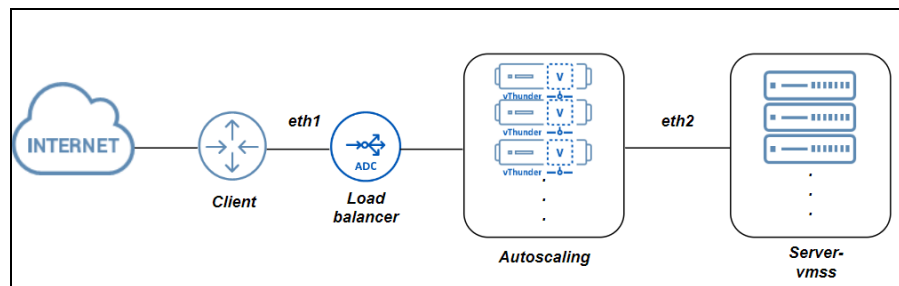 INTERNET
Client
eth1
ADC
Load
balancer
V
vThunder
V
vThunder
V
vThunder
.
.
.
Autoscaling
eth2
.
.
.
Server-
vmss